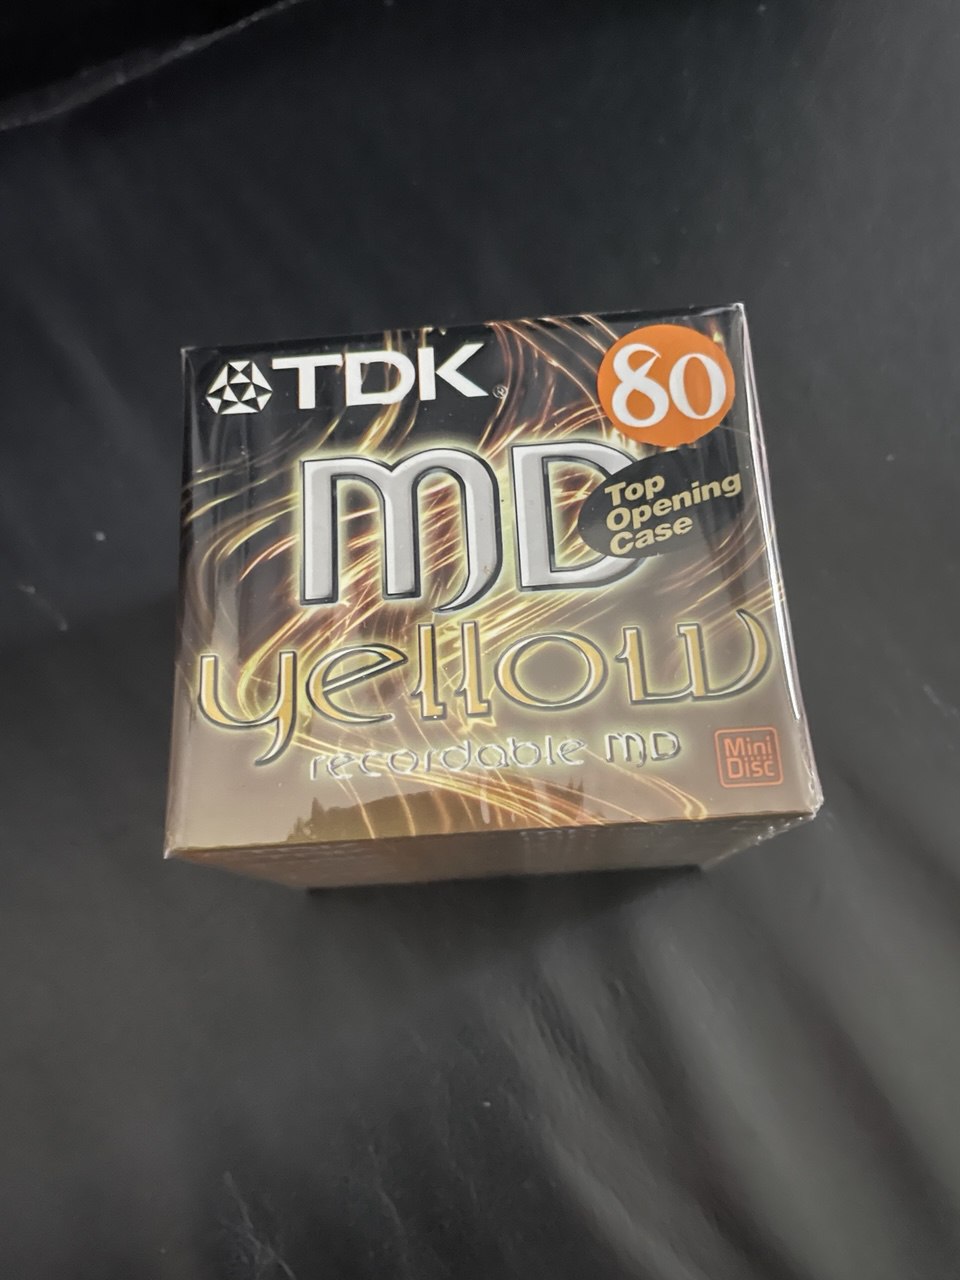 TDK®
80
MD
Top
Opening
Case
yellow
recordable MD
Mini
Disc